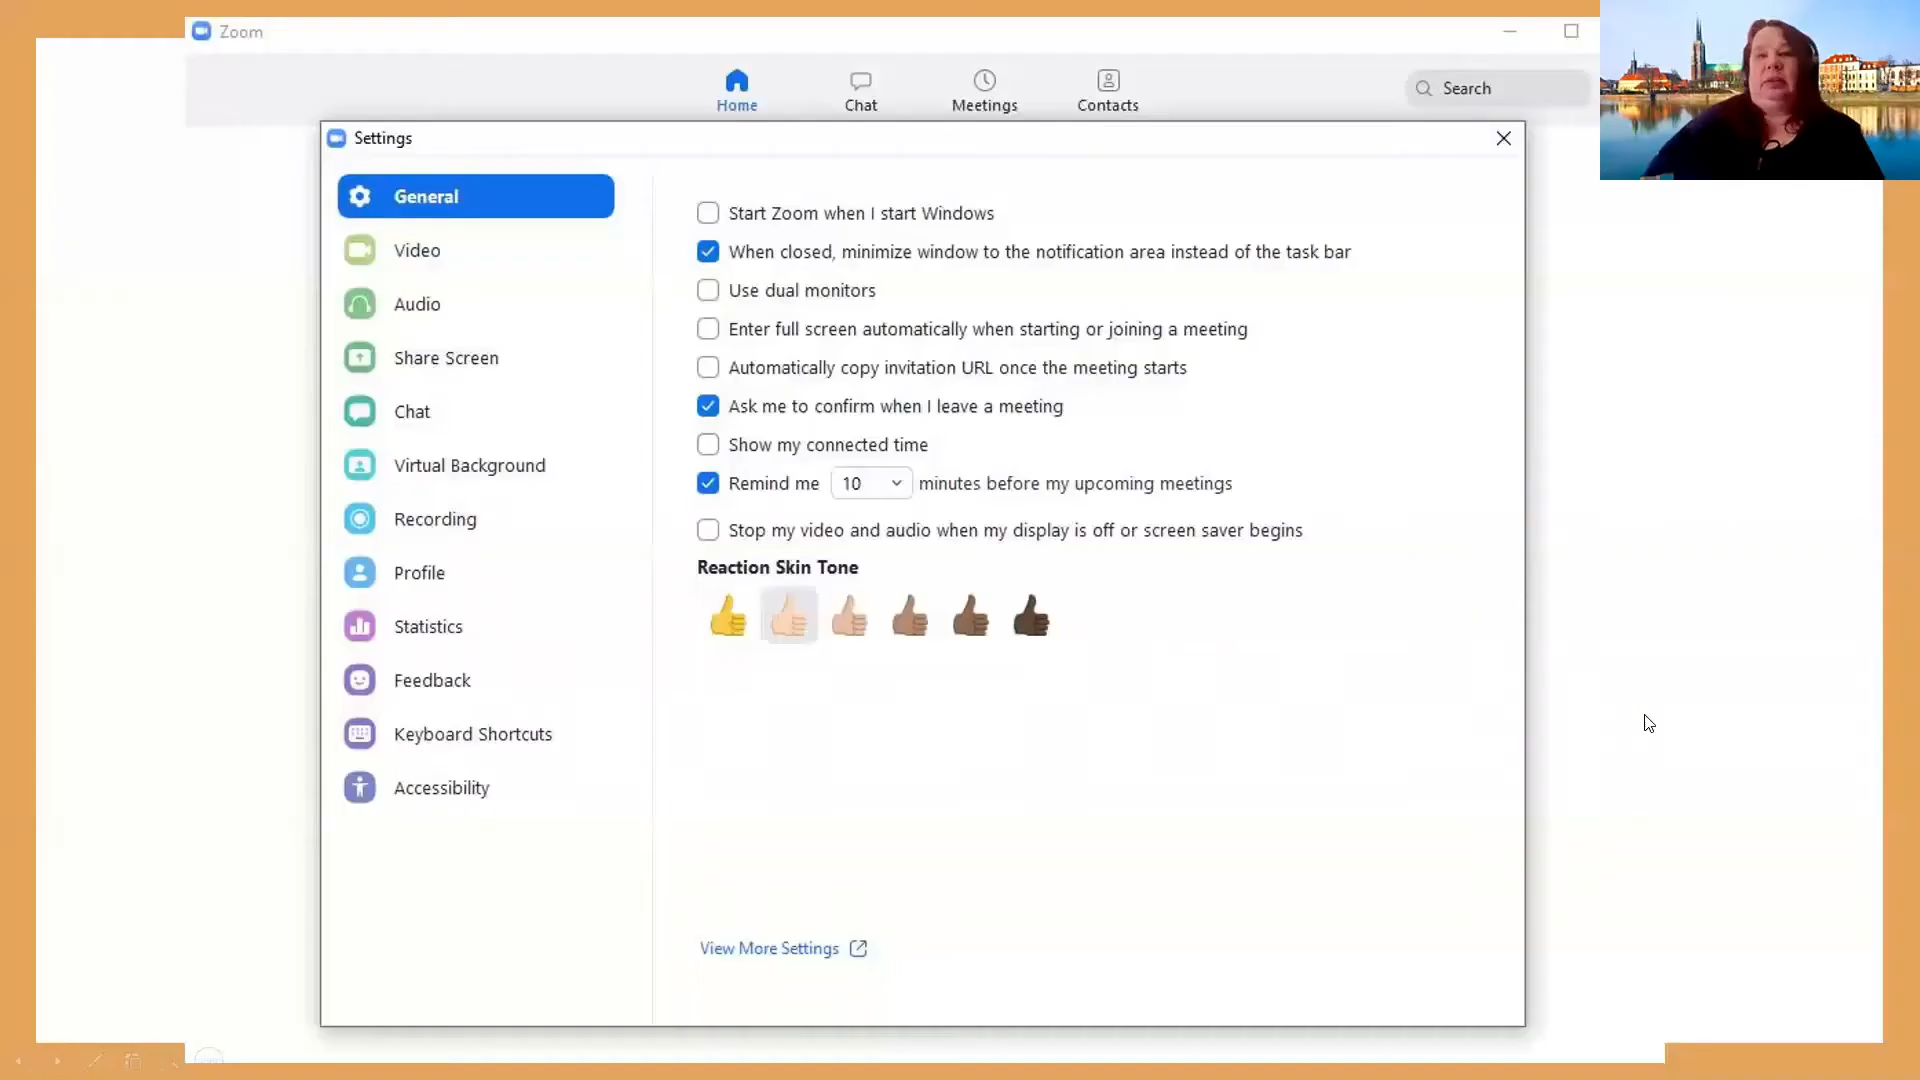 Zoom
Home
Chat
Meetings
Contacts
Search
Settings
General
Video
Audio
Share Screen
Chat
Virtual Background
Recording
Profile
Statistics
Feedback
Keyboard Shortcuts
Accessibility
Start Zoom when I start Windows
When closed, minimize window to the notification area instead of the task bar
Use dual monitors
Enter full screen automatically when starting or joining a meeting
Automatically copy invitation URL once the meeting starts
Ask me to confirm when I leave a meeting
Show my connected time
Remind me 10 minutes before my upcoming meetings
Stop my video and audio when my display is off or screen saver begins
Reaction Skin Tone
View More Settings